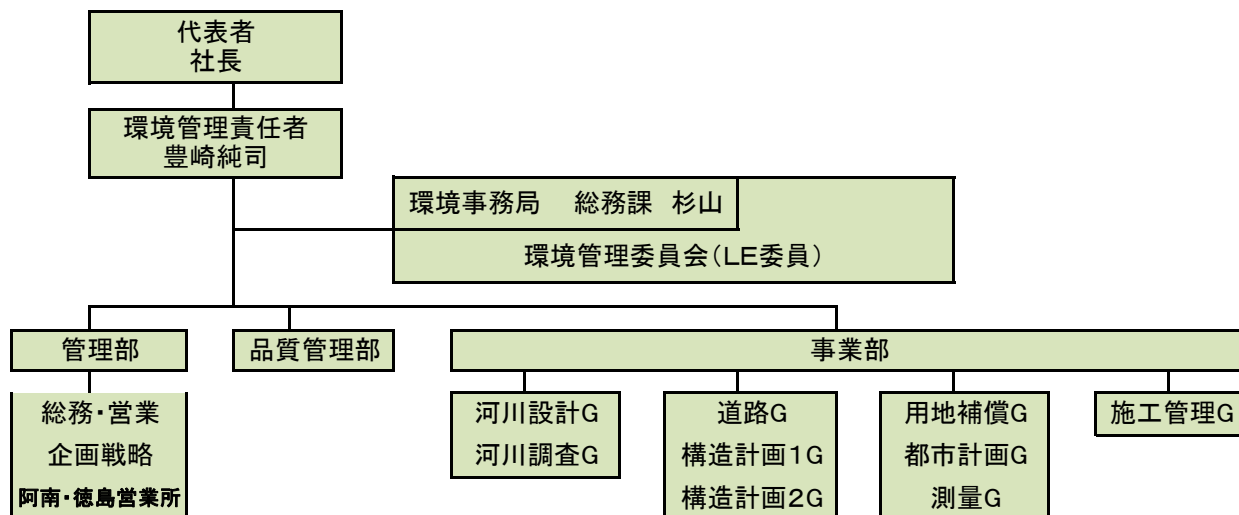 代表者
社長
環境管理責任者
豊崎純司
環境事務局　総務課 杉山
環境管理委員会(LE委員)
管理部
品質管理部
事業部
総務・営業
企画戦略
阿南・徳島営業所
河川設計G
河川調査G
道路G
構造計画1G
構造計画2G
用地補償G
都市計画G
測量G
施工管理G